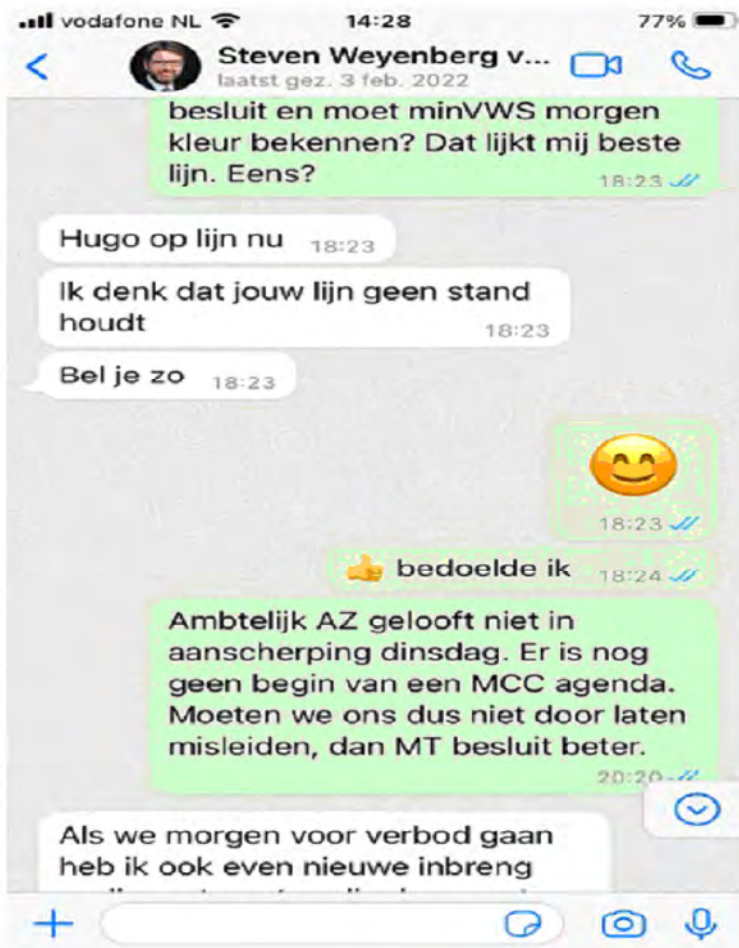 vodafone NL 14:28 77%
Steven Weyenberg v...
laatst gez. 3 feb. 2022
besluit en moet minVWS morgen
kleur bekennen? Dat lijkt mij beste
lijn. Eens?
18:23
Hugo op lijn nu 18:23
Ik denk dat jouw lijn geen stand
houdt
18:23
Bel je zo 18:23
18:23
👍 bedoelde ik 18:24
Ambtelijk AZ gelooft niet in
aanscherping dinsdag. Er is nog
geen begin van een MCC agenda.
Moeten we ons dus niet door laten
misleiden, dan MT besluit beter.
20:20
Als we morgen voor verbod gaan
heb ik ook even nieuwe inbreng